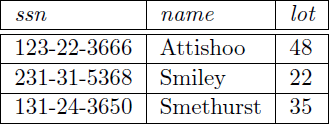 ssn name lot
123-22-3666 Attishoo 48
231-31-5368 Smiley 22
131-24-3650 Smethurst 35